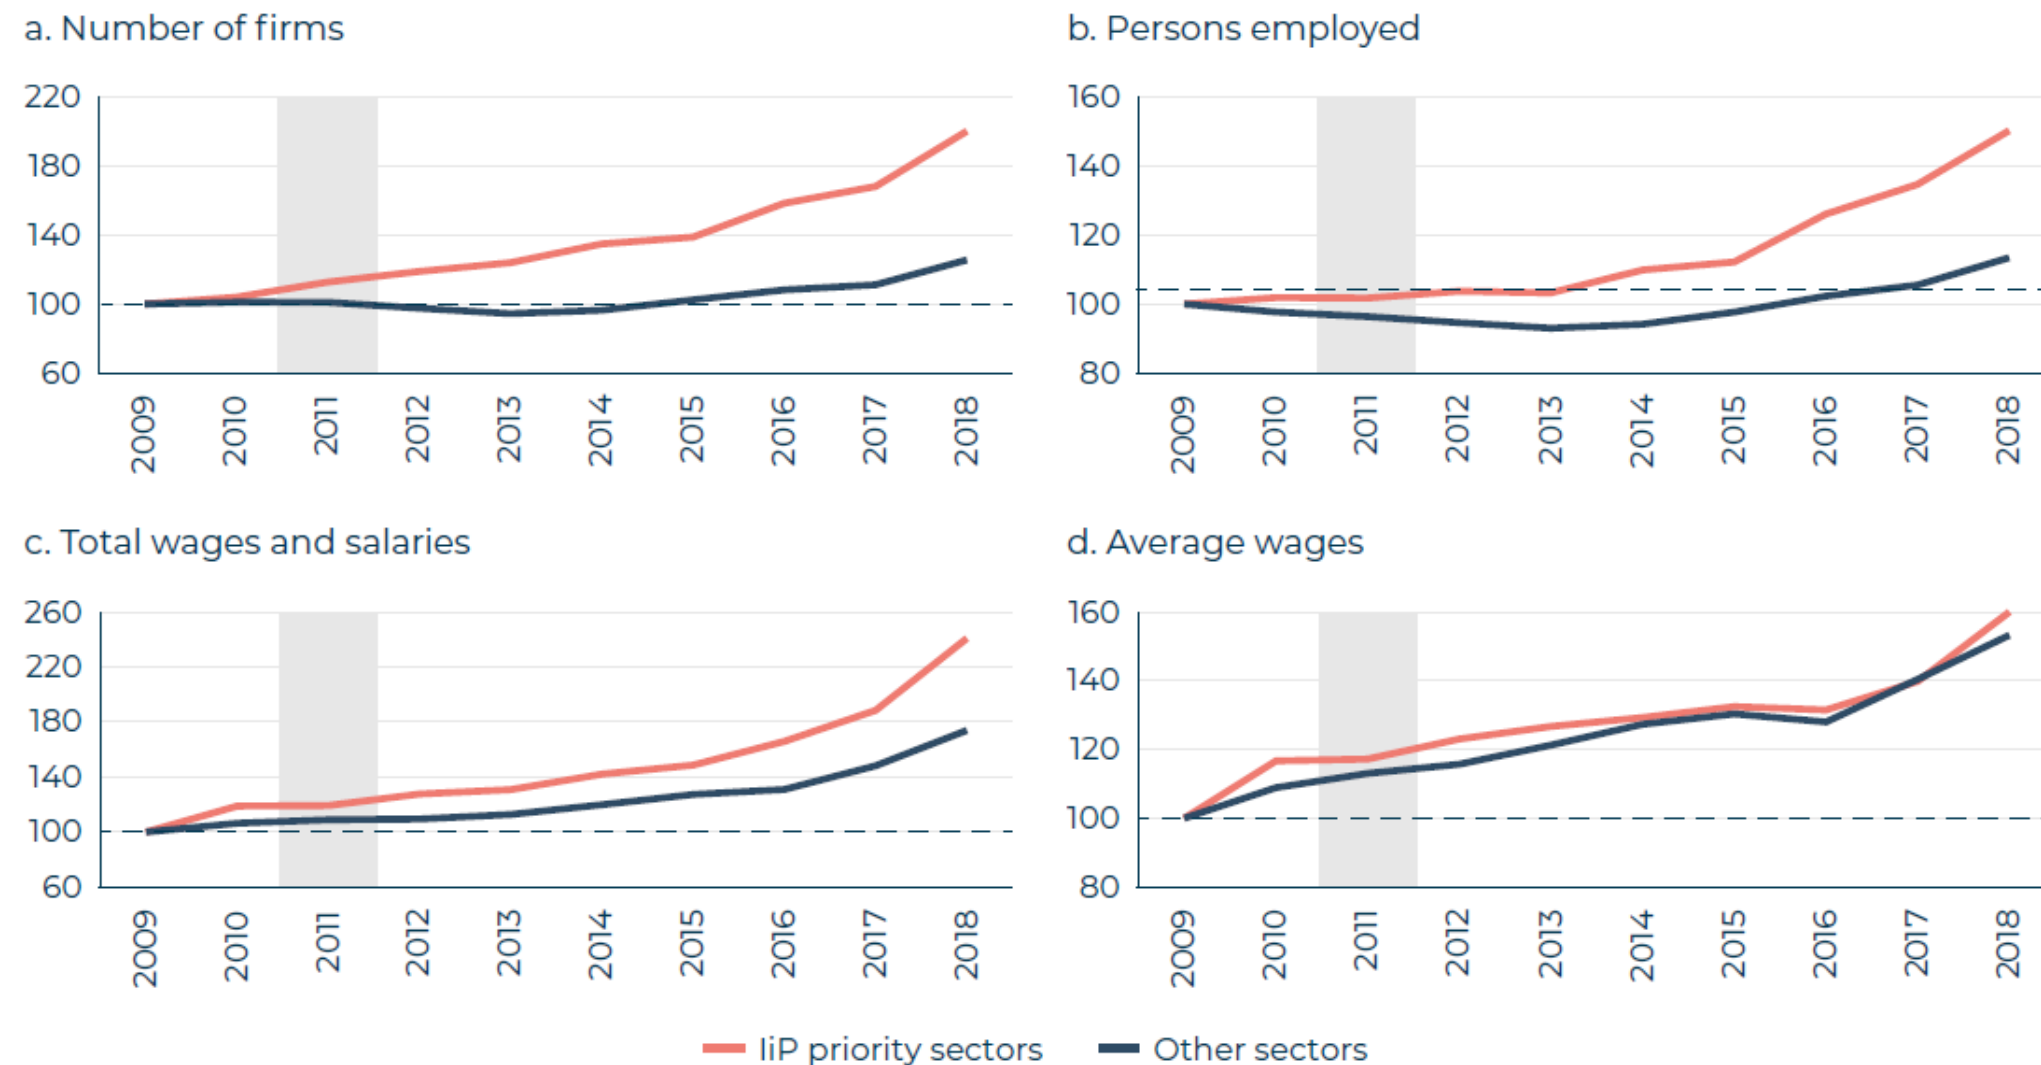 a. Number of firms
220
180
140
100
60
2009 2010 2011 2012 2013 2014 2015 2016 2017 2018
b. Persons employed
160
140
120
100
80
2009 2010 2011 2012 2013 2014 2015 2016 2017 2018
c. Total wages and salaries
260
220
180
140
100
60
2009 2010 2011 2012 2013 2014 2015 2016 2017 2018
d. Average wages
160
140
120
100
80
2009 2010 2011 2012 2013 2014 2015 2016 2017 2018
IiP priority sectors Other sectors